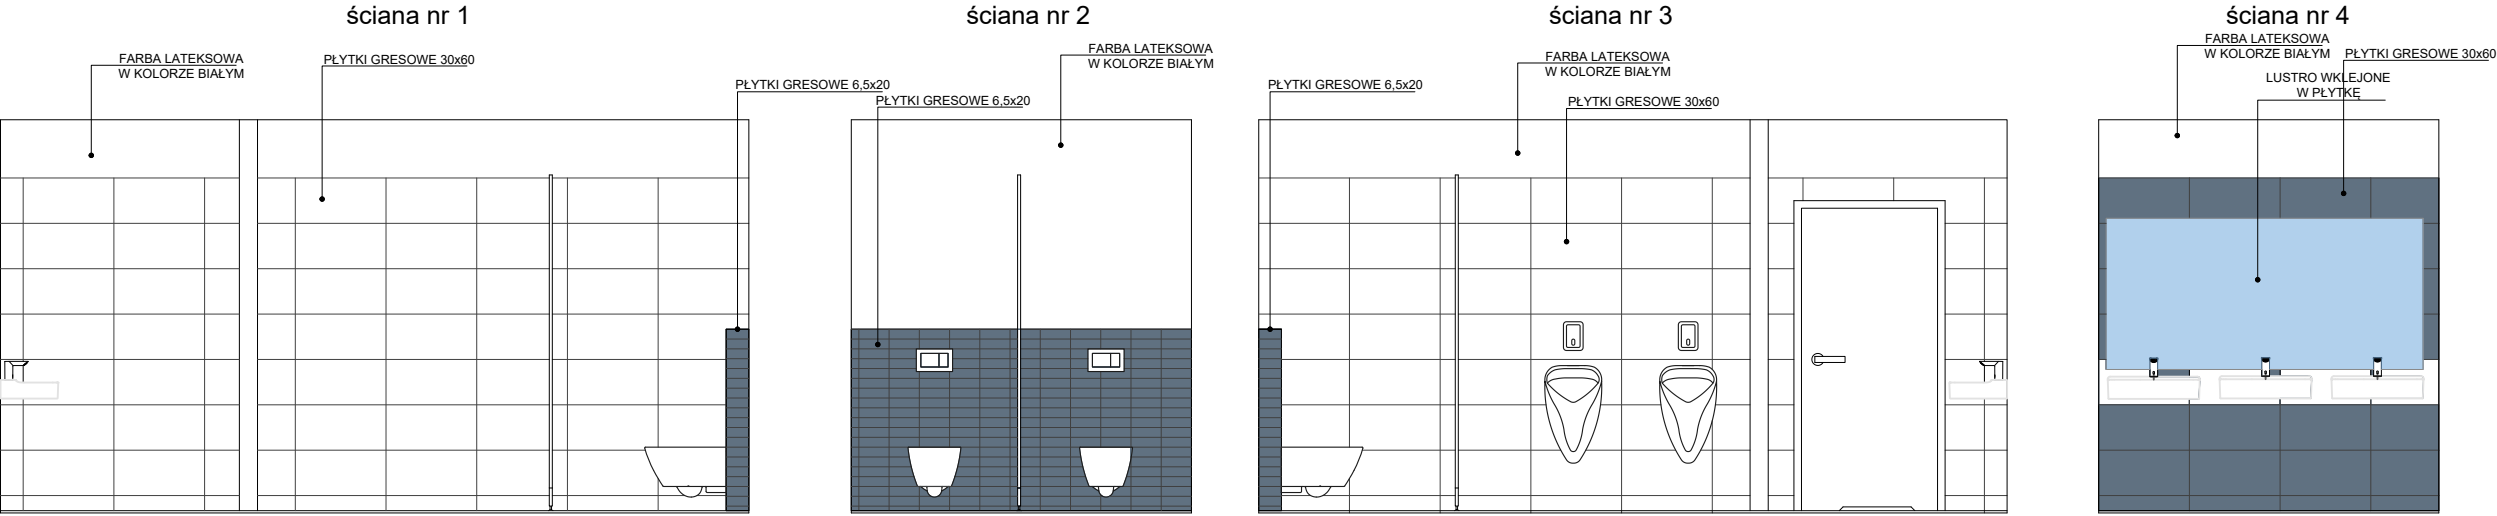 ściana nr 1
FARBA LATEKSOWA
W KOLORZE BIAŁYM
PŁYTKI GRESOWE 30x60
PŁYTKI GRESOWE 6,5x20
ściana nr 2
PŁYTKI GRESOWE 6,5x20
FARBA LATEKSOWA
W KOLORZE BIAŁYM
ściana nr 3
PŁYTKI GRESOWE 6,5x20
FARBA LATEKSOWA
W KOLORZE BIAŁYM
PŁYTKI GRESOWE 30x60
ściana nr 4
FARBA LATEKSOWA
W KOLORZE BIAŁYM
PŁYTKI GRESOWE 30x60
LUSTRO WKLEJONE
W PŁYTKĘ